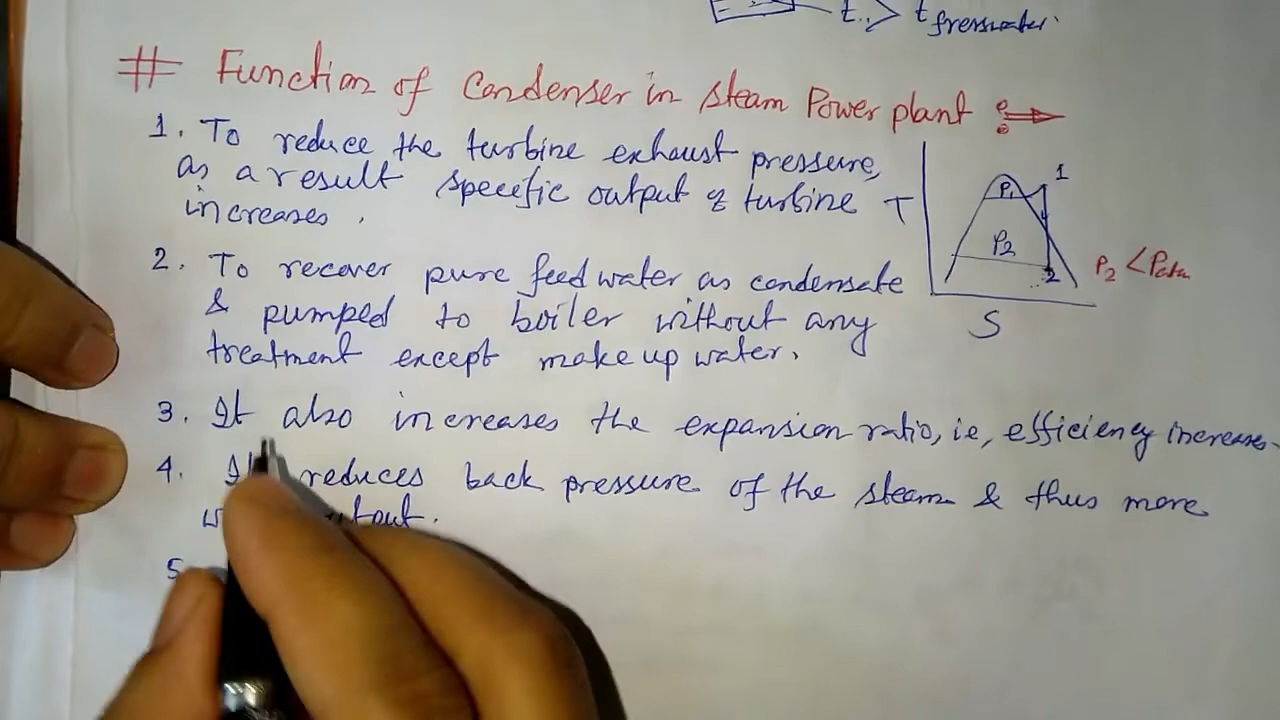 t > t freswater.
# Function of Condenser in Steam Power plant :⇒
1. To reduce the turbine exhaust pressure,
as a result specific output & turbine
increases.
T
1
P1
P2
2
P2 <Patm
S
2. To recover pure feed water as condensate
& pumped to boiler without any
treatment except make up water.
3. It also increases the expansion ratio, ie, efficiency increases.
4. reduces back pressure of the steam & thus more
5.